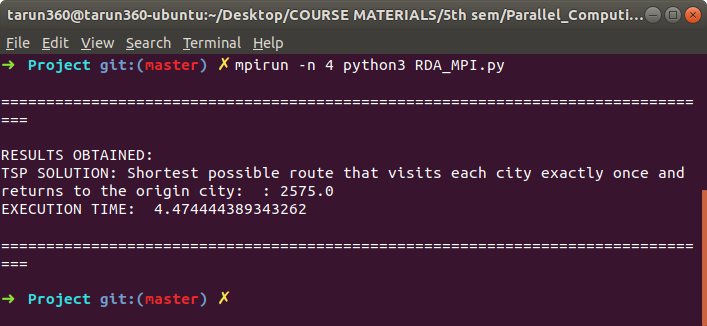 tarun360@tarun360-ubuntu:~/Desktop/COURSE MATERIALS/5th sem/Parallel_Computi...
File Edit View Search Terminal Help
➜ Project git:(master) ✗ mpirun -n 4 python3 RDA_MPI.py
=============================================================================
===
RESULTS OBTAINED:
TSP SOLUTION: Shortest possible route that visits each city exactly once and
returns to the origin city:  : 2575.0
EXECUTION TIME:  4.474444389343262
=============================================================================
===
➜ Project git:(master) ✗